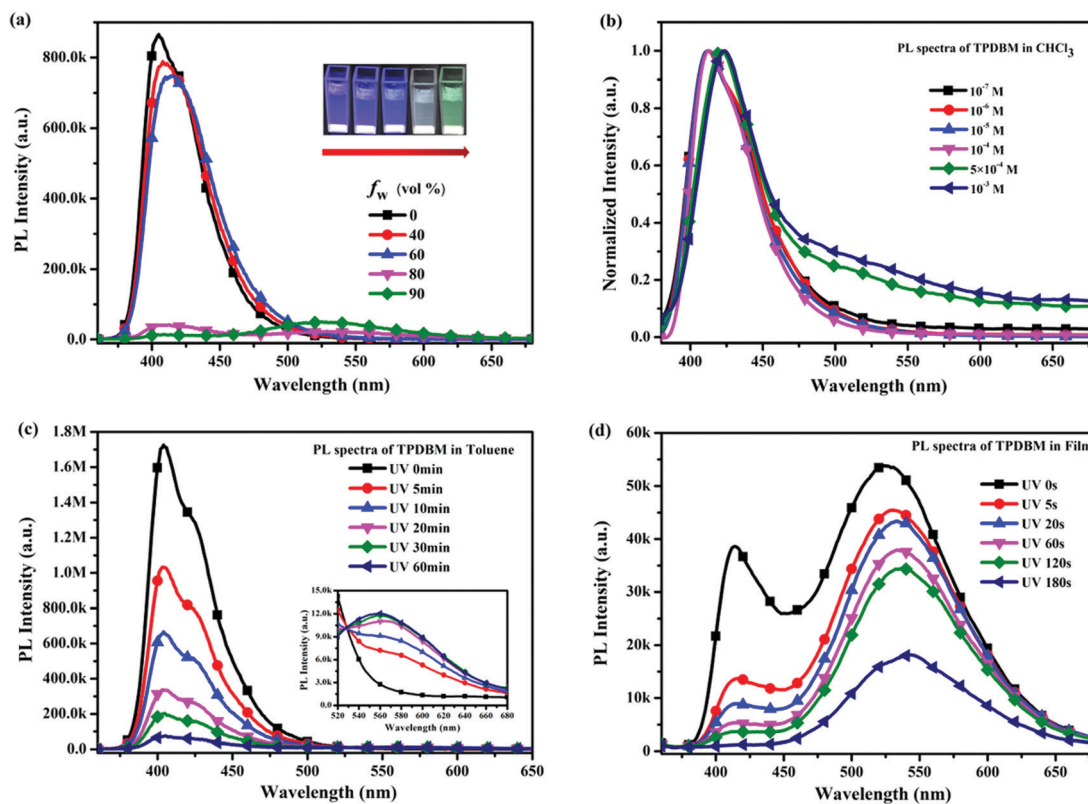 (a)
800.0k
600.0k
400.0k
200.0k
0.0
PL Intensity (a.u.)
400 450 500 550 600 650
Wavelength (nm)
fw (vol %)
0
40
60
80
90
(b)
PL spectra of TPDBM in CHCl3
1.0
0.8
0.6
0.4
0.2
0.0
Normalized Intensity (a.u.)
400 450 500 550 600 650
Wavelength (nm)
10-7 M
10-6 M
10-5 M
10-4 M
5×10-4 M
10-3 M
(c)
PL spectra of TPDBM in Toluene
1.8M
1.6M
1.4M
1.2M
1.0M
800.0k
600.0k
400.0k
200.0k
0.0
PL Intensity (a.u.)
400 450 500 550 600 650
Wavelength (nm)
UV 0min
UV 5min
UV 10min
UV 20min
UV 30min
UV 60min
15.0k
12.0k
9.0k
6.0k
3.0k
0.0
PL Intensity (a.u.)
520 540 560 580 600 620 640 660 680
Wavelength (nm)
(d)
PL spectra of TPDBM in Film
60k
50k
40k
30k
20k
10k
0
PL Intensity (a.u.)
400 450 500 550 600 650
Wavelength (nm)
UV 0s
UV 5s
UV 20s
UV 60s
UV 120s
UV 180s